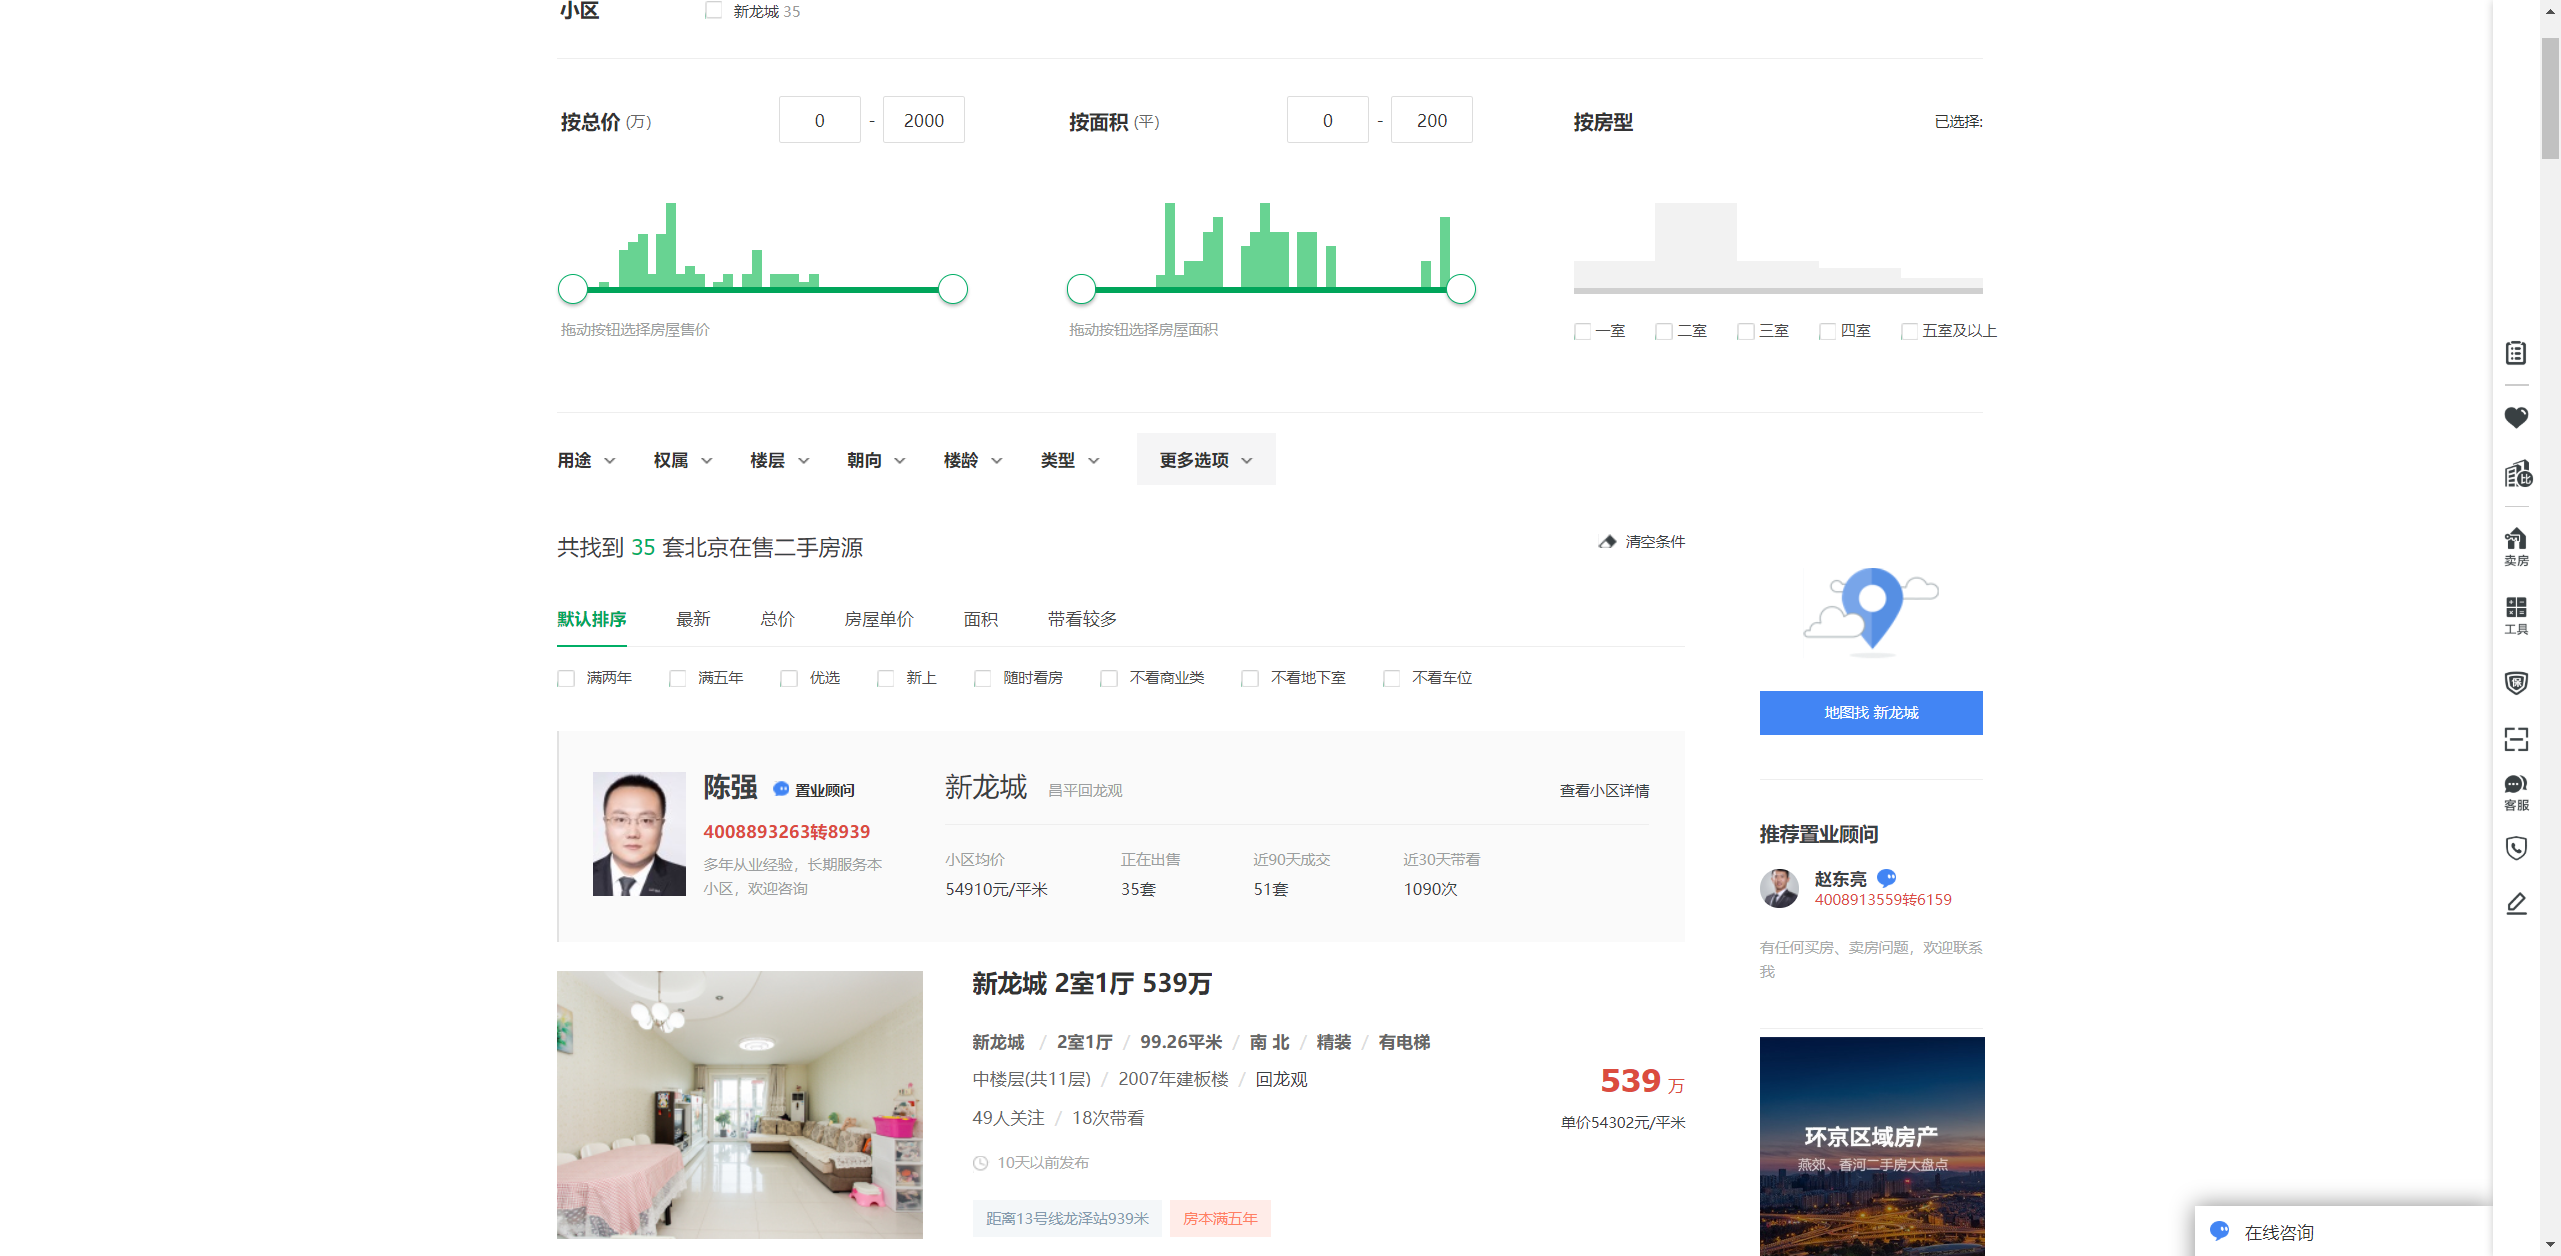 小区 新龙城 35
按总价 (万) 0 - 2000
按面积 (平) 0 - 200
按房型 已选择:
拖动按钮选择房屋售价
拖动按钮选择房屋面积
一室 二室 三室 四室 五室及以上
用途 权属 楼层 朝向 楼龄 类型 更多选项
共找到 35 套北京在售二手房源
清空条件
默认排序 最新 总价 房屋单价 面积 带看较多
满两年 满五年 优选 新上 随时看房 不看商业类 不看地下室 不看车位
陈强 置业顾问
4008893263转8939
多年从业经验，长期服务本
小区，欢迎咨询
新龙城 昌平回龙观 查看小区详情
小区均价 正在出售 近90天成交 近30天带看
54910元/平米 35套 51套 1090次
新龙城 2室1厅 539万
新龙城 / 2室1厅 / 99.26平米 / 南 北 / 精装 / 有电梯
中楼层(共11层) / 2007年建板楼 / 回龙观
49人关注 / 18次带看
10天以前发布
距离13号线龙泽站939米 房本满五年
539 万
单价54302元/平米
地图找 新龙城
推荐置业顾问
赵东亮
4008913559转6159
有任何买房、卖房问题，欢迎联系
我
环京区域房产
燕郊、香河二手房大盘点
比
卖房
工具
保
客服
在线咨询